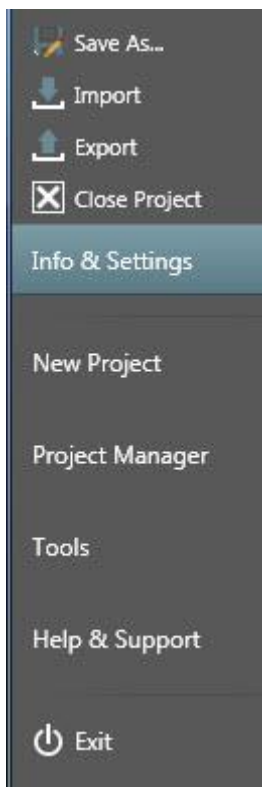 Save As...
Import
Export
Close Project
Info & Settings
New Project
Project Manager
Tools
Help & Support
Exit